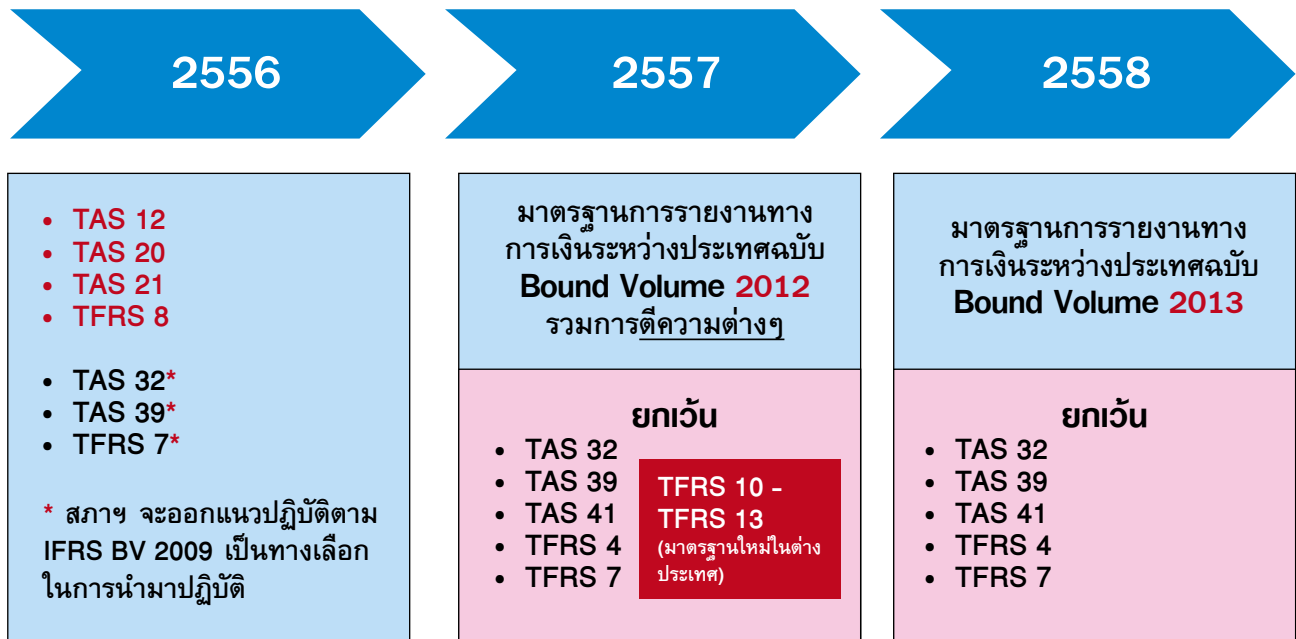 2556
2557
2558
• TAS 12
• TAS 20
• TAS 21
• TFRS 8
• TAS 32*
• TAS 39*
• TFRS 7*
* สภาฯ จะออกแนวปฏิบัติตาม
IFRS BV 2009 เป็นทางเลือก
ในการนำมาปฏิบัติ
มาตรฐานการรายงานทาง
การเงินระหว่างประเทศฉบับ
Bound Volume 2012
รวมการตีความต่างๆ
ยกเว้น
• TAS 32
• TAS 39
• TAS 41
• TFRS 4
• TFRS 7
TFRS 10 -
TFRS 13
(มาตรฐานใหม่ในต่าง
ประเทศ)
มาตรฐานการรายงานทาง
การเงินระหว่างประเทศฉบับ
Bound Volume 2013
ยกเว้น
• TAS 32
• TAS 39
• TAS 41
• TFRS 4
• TFRS 7